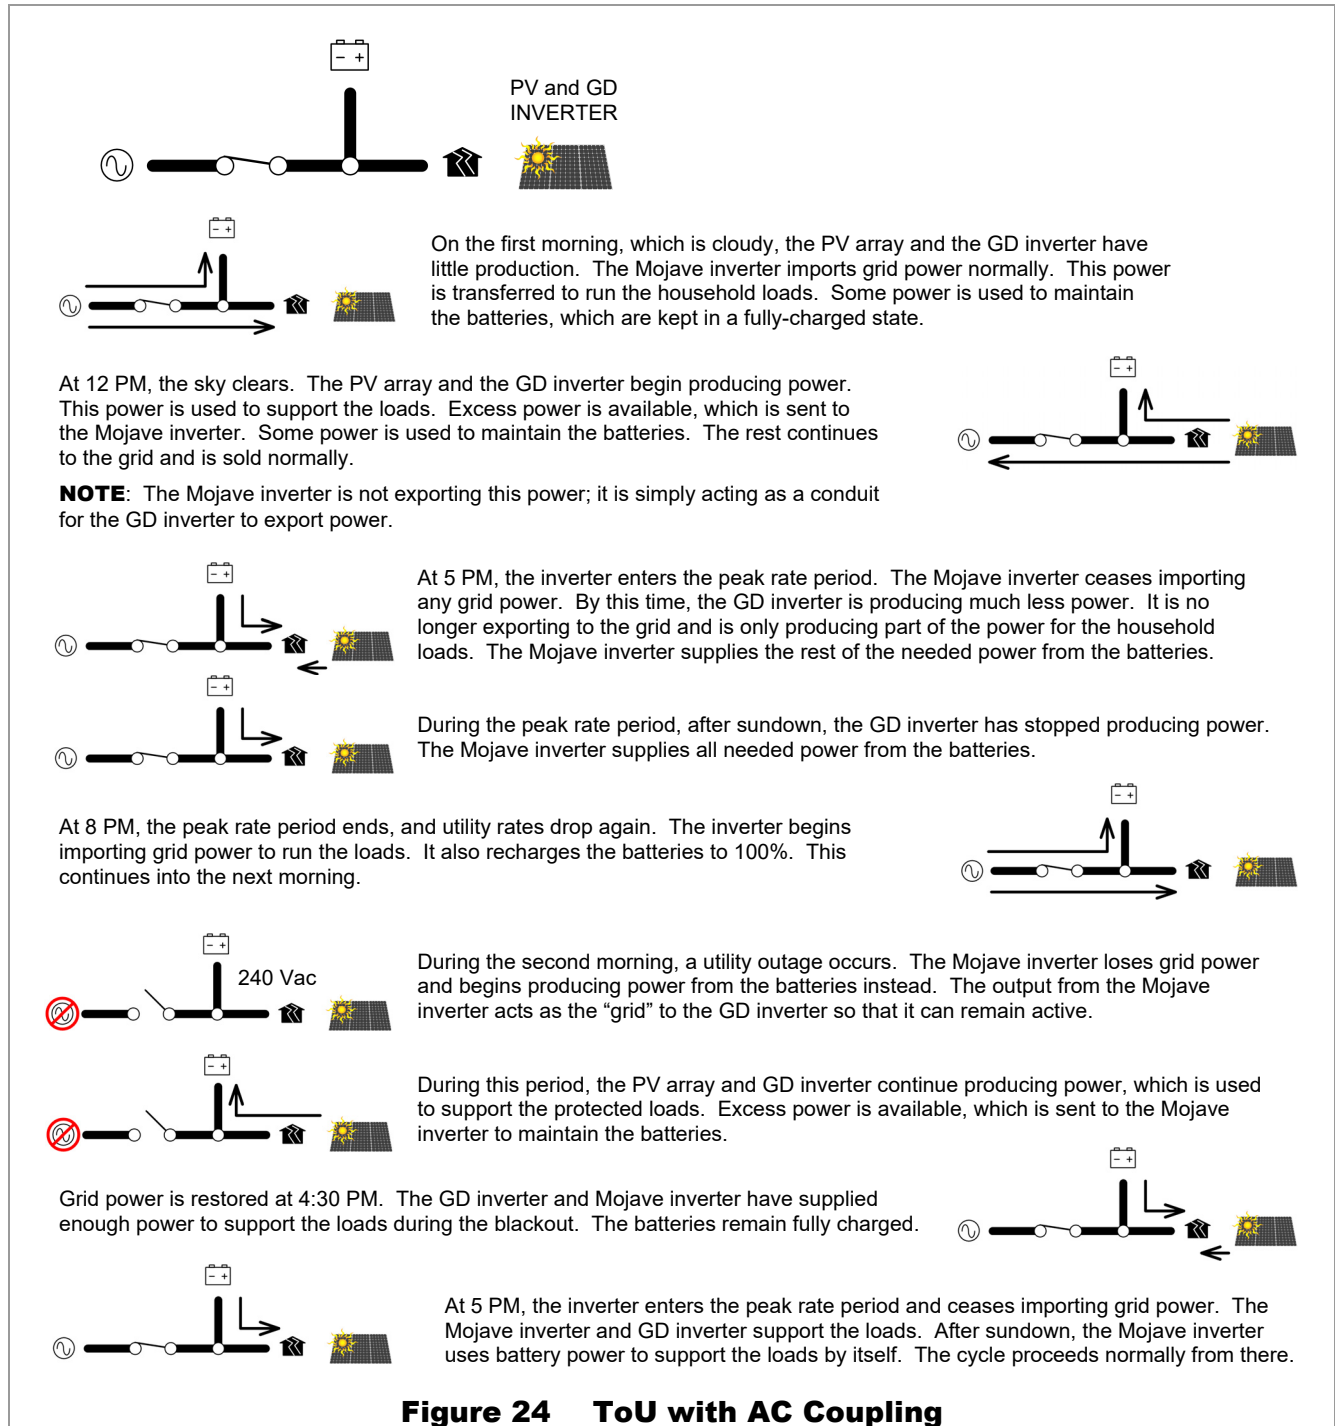 PV and GD
INVERTER
On the first morning, which is cloudy, the PV array and the GD inverter have
little production. The Mojave inverter imports grid power normally. This power
is transferred to run the household loads. Some power is used to maintain
the batteries, which are kept in a fully-charged state.
At 12 PM, the sky clears. The PV array and the GD inverter begin producing power.
This power is used to support the loads. Excess power is available, which is sent to
the Mojave inverter. Some power is used to maintain the batteries. The rest continues
to the grid and is sold normally.
NOTE: The Mojave inverter is not exporting this power; it is simply acting as a conduit
for the GD inverter to export power.
At 5 PM, the inverter enters the peak rate period. The Mojave inverter ceases importing
any grid power. By this time, the GD inverter is producing much less power. It is no
longer exporting to the grid and is only producing part of the power for the household
loads. The Mojave inverter supplies the rest of the needed power from the batteries.
During the peak rate period, after sundown, the GD inverter has stopped producing power.
The Mojave inverter supplies all needed power from the batteries.
At 8 PM, the peak rate period ends, and utility rates drop again. The inverter begins
importing grid power to run the loads. It also recharges the batteries to 100%. This
continues into the next morning.
240 Vac
During the second morning, a utility outage occurs. The Mojave inverter loses grid power
and begins producing power from the batteries instead. The output from the Mojave
inverter acts as the “grid” to the GD inverter so that it can remain active.
During this period, the PV array and GD inverter continue producing power, which is used
to support the protected loads. Excess power is available, which is sent to the Mojave
inverter to maintain the batteries.
Grid power is restored at 4:30 PM. The GD inverter and Mojave inverter have supplied
enough power to support the loads during the blackout. The batteries remain fully charged.
At 5 PM, the inverter enters the peak rate period and ceases importing grid power. The
Mojave inverter and GD inverter support the loads. After sundown, the Mojave inverter
uses battery power to support the loads by itself. The cycle proceeds normally from there.
Figure 24 ToU with AC Coupling